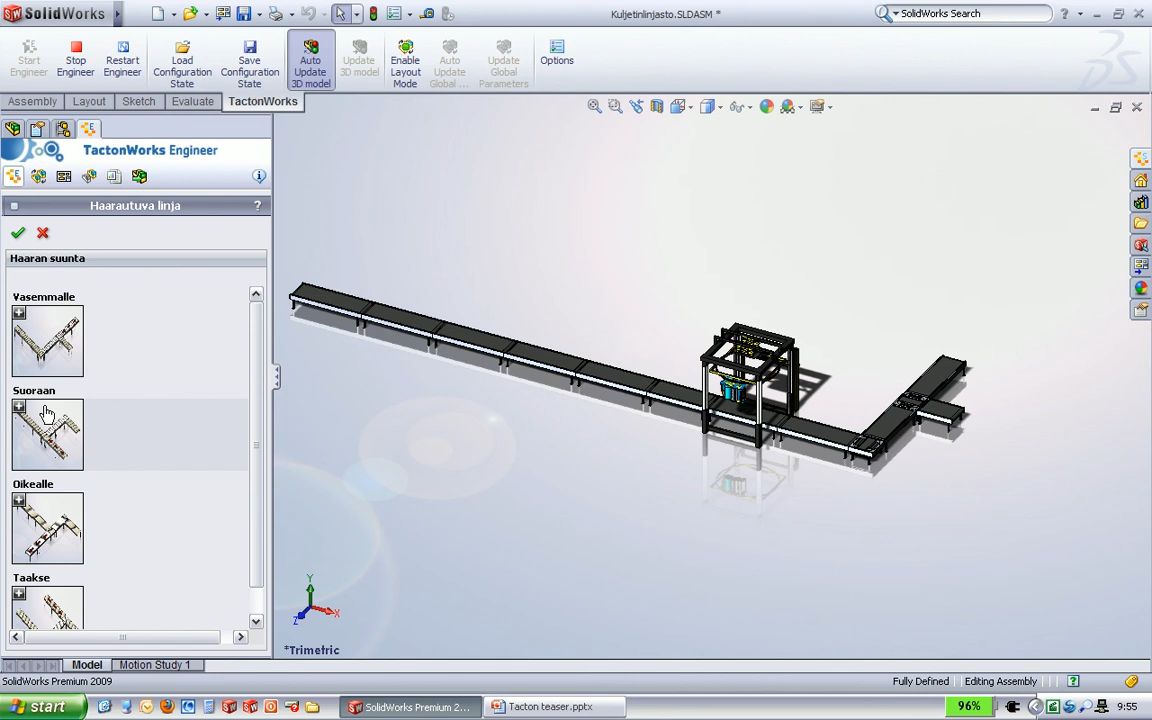 SolidWorks
Kuljetinlinjasto.SLDASM *
SolidWorks Search
Start Engineer
Stop Engineer
Restart Engineer
Load Configuration State
Save Configuration State
Auto Update 3D model
Update 3D model
Enable Layout Mode
Auto Update Global ...
Update Global Parameters
Options
Assembly
Layout
Sketch
Evaluate
TactonWorks
TactonWorks Engineer
Haarautuva linja
?
Haaran suunta
Vasemmalle
Suoraan
Oikealle
Taakse
Y
X
Z
*Trimetric
Model
Motion Study 1
SolidWorks Premium 2009
Fully Defined
Editing Assembly
start
SolidWorks Premium 2...
Tacton teaser.pptx
96%
9:55